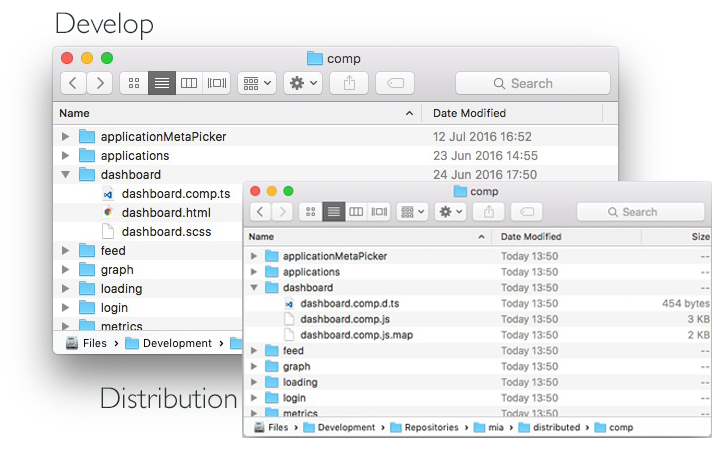 Develop
comp
Search
Name Date Modified
applicationMetaPicker 12 Jul 2016 16:52
applications 23 Jun 2016 14:55
dashboard 24 Jun 2016 17:50
dashboard.comp.ts
dashboard.html
dashboard.scss
feed
graph
loading
login
metrics
Files Development
comp
Search
Name Date Modified Size
applicationMetaPicker Today 13:50 --
applications Today 13:50 --
dashboard Today 13:50 --
dashboard.comp.d.ts Today 13:50 454 bytes
dashboard.comp.js Today 13:50 3 KB
dashboard.comp.js.map Today 13:50 2 KB
feed Today 13:50 --
graph Today 13:50 --
loading Today 13:50 --
login Today 13:50 --
metrics Today 13:50 --
Files Development Repositories mia distributed comp
Distribution